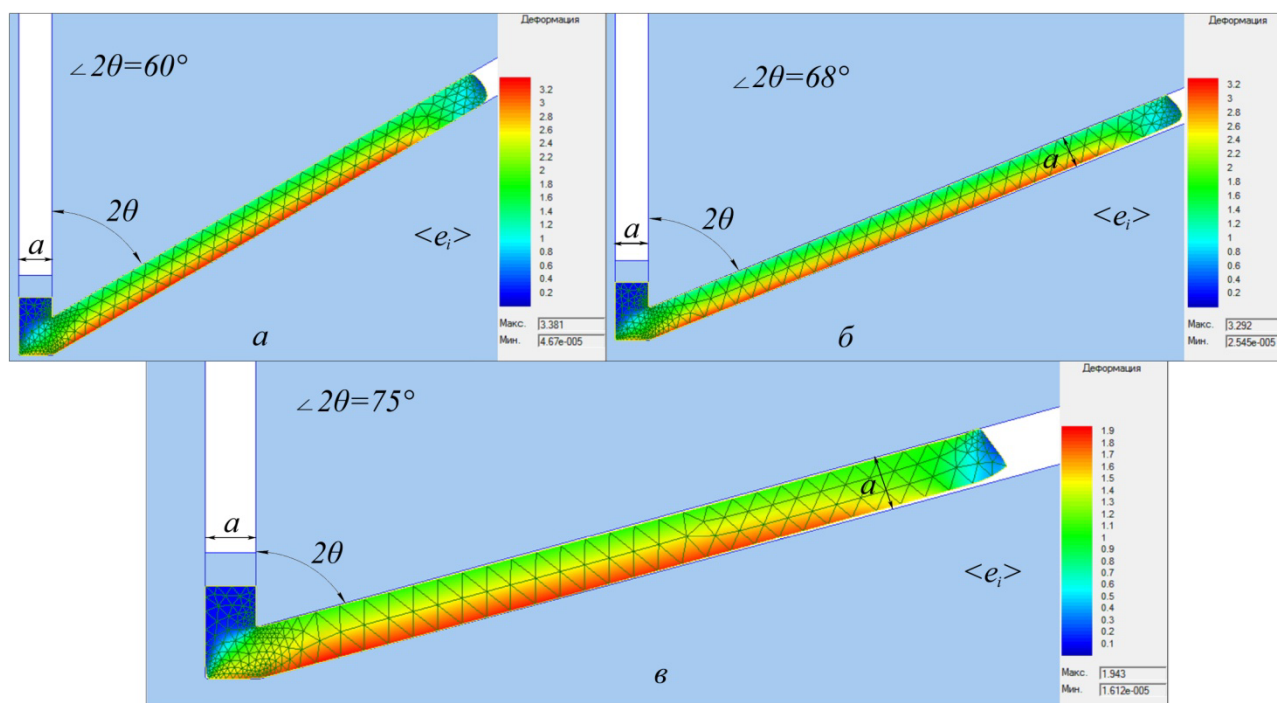 Деформация
∠2θ=60°
3.2
2.8
2.6
2.4
2.2
2
1.8
1.6
1.4
1.2
1
0.8
0.6
0.4
0.2
2θ
a
<e_i>
Макс. 3.381
Мин. 4.67e-005
а
Деформация
∠2θ=68°
3.2
2.8
2.6
2.4
2.2
2
1.8
1.6
1.4
1.2
1
0.8
0.6
0.4
0.2
a
2θ
a
<e_i>
Макс. 3.292
Мин. 2.545e-005
б
Деформация
∠2θ=75°
1.9
1.8
1.7
1.6
1.5
1.4
1.3
1.2
1.1
1
0.9
0.8
0.7
0.6
0.5
0.4
0.3
0.2
0.1
a
a
2θ
<e_i>
Макс. 1.943
Мин. 1.612e-005
в